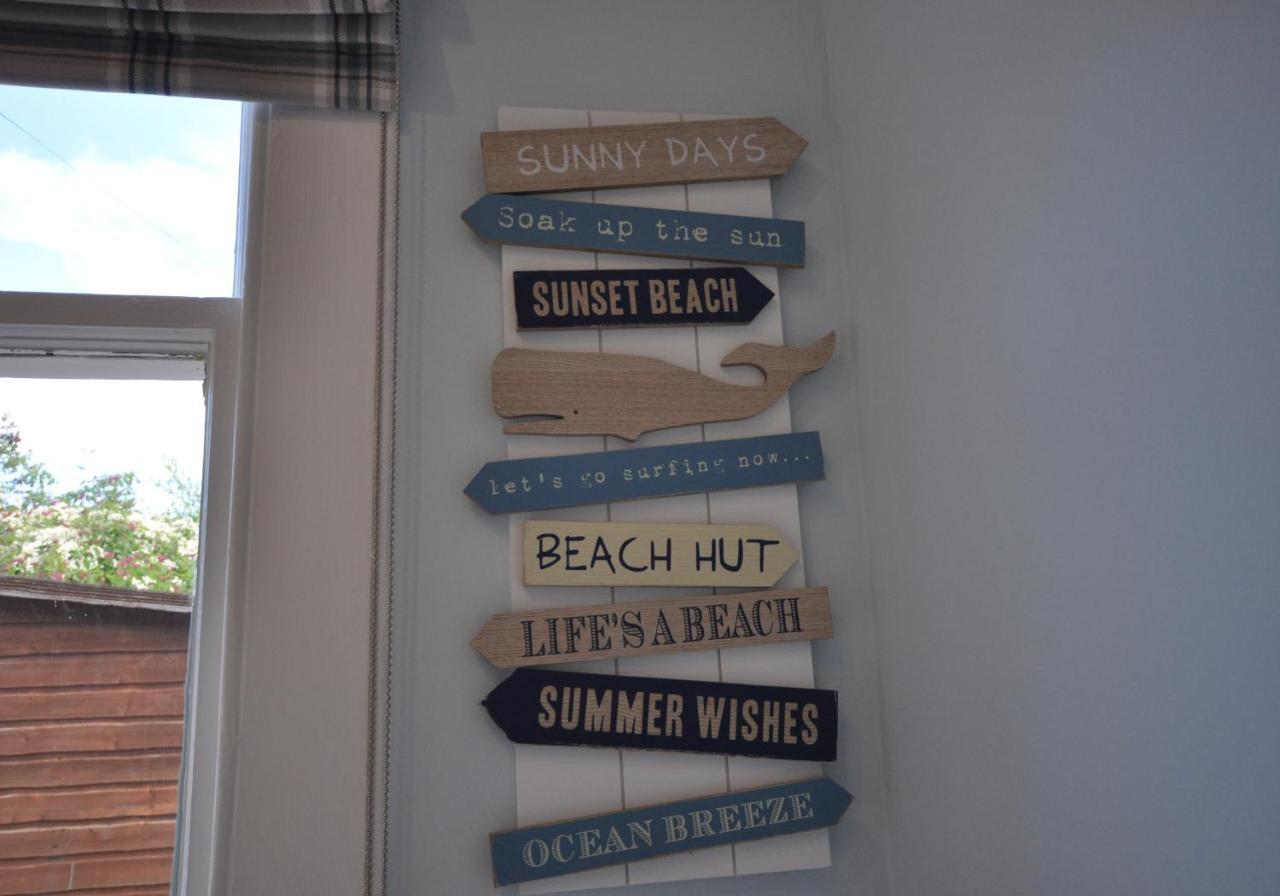 SUNNY DAYS
Soak up the sun
SUNSET BEACH
let's go surfing now...
BEACH HUT
LIFE'S A BEACH
SUMMER WISHES
OCEAN BREEZE